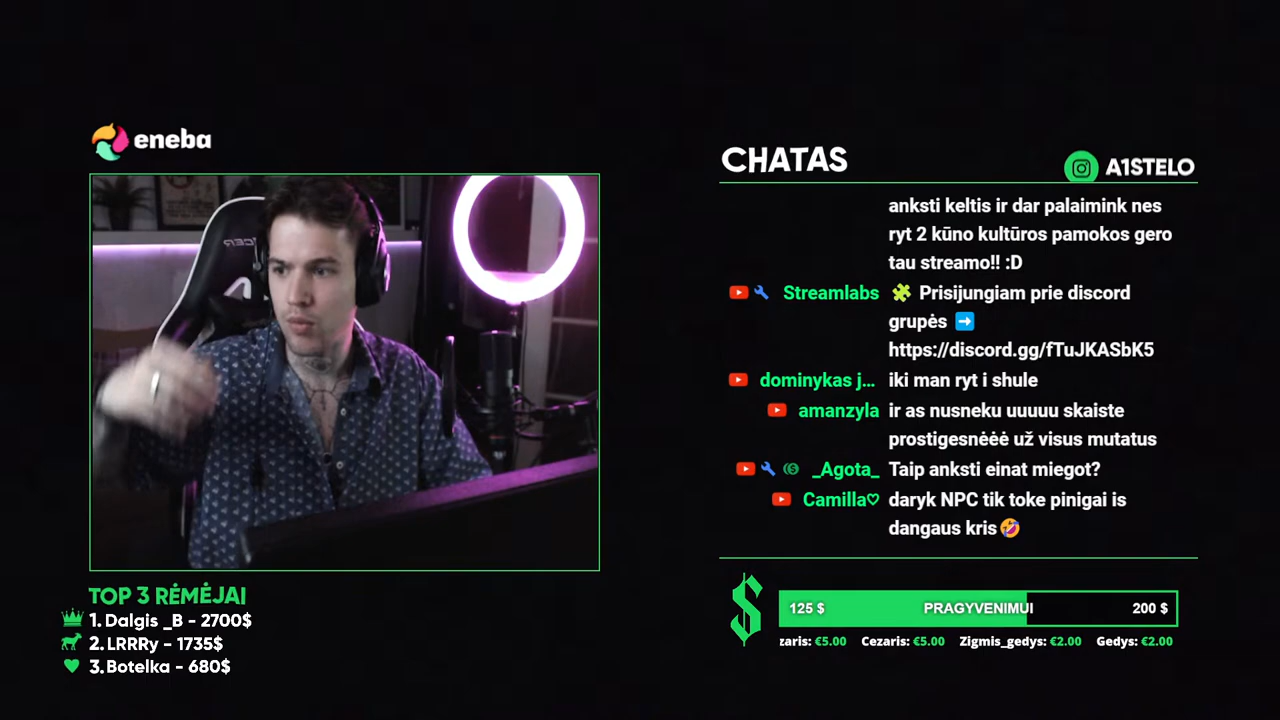 eneba
CHATAS
A1STELO
anksti keltis ir dar palaimink nes
ryt 2 kūno kultūros pamokos gero
tau streamo!! :D
Streamlabs 🧩 Prisijungiam prie discord
grupės ➡️
https://discord.gg/fTuJKASbK5
dominykas j... iki man ryt i shule
amanzyla ir as nusneku uuuuu skaiste
prostigesnėėė už visus mutatus
_Agota_ Taip anksti einat miegot?
Camilla♡ daryk NPC tik toke pinigai is
dangaus kris🤣
TOP 3 RĖMĖJAI
1. Dalgis _B - 2700$
2. LRRRy - 1735$
3. Botelka - 680$
$
125 $ PRAGYVENIMUI 200 $
zaris: €5.00 Cezaris: €5.00 Zigmis_gedys: €2.00 Gedys: €2.00